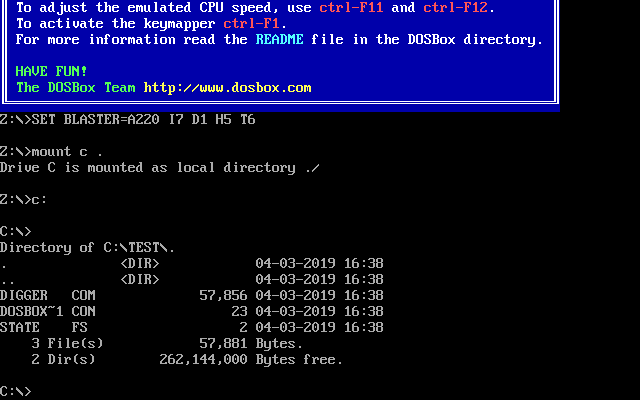 To adjust the emulated CPU speed, use ctrl-F11 and ctrl-F12.
To activate the keymapper ctrl-F1.
For more information read the README file in the DOSBox directory.
HAVE FUN!
The DOSBox Team http://www.dosbox.com
Z:\>SET BLASTER=A220 I7 D1 H5 T6
Z:\>mount c .
Drive C is mounted as local directory ./
Z:\>c:
C:\>
Directory of C:\TEST\.
. <DIR> 04-03-2019 16:38
.. <DIR> 04-03-2019 16:38
DIGGER COM 57,856 04-03-2019 16:38
DOSBOX~1 CON 23 04-03-2019 16:38
STATE FS 2 04-03-2019 16:38
3 File(s) 57,881 Bytes.
2 Dir(s) 262,144,000 Bytes free.
C:\>